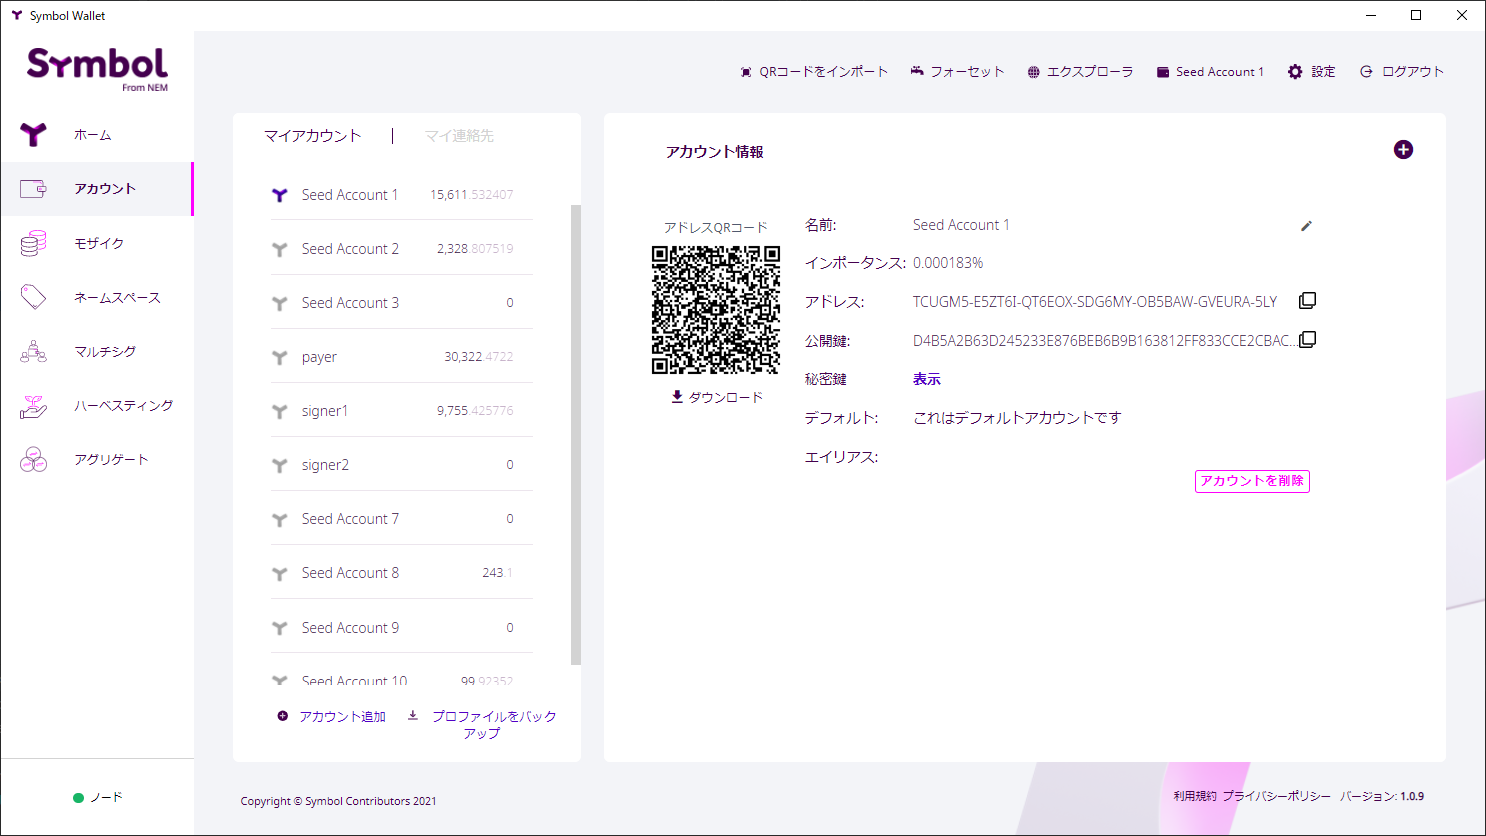 Symbol Wallet
Symbol
From NEM
QRコードをインポート
フォーセット
エクスプローラ
Seed Account 1
設定
ログアウト
ホーム
アカウント
モザイク
ネームスペース
マルチシグ
ハーベスティング
アグリゲート
ノード
マイアカウント | マイ連絡先
Seed Account 1 15,611.532407
Seed Account 2 2,328.807519
Seed Account 3 0
payer 30,322.4722
signer1 9,755.425776
signer2 0
Seed Account 7 0
Seed Account 8 243.1
Seed Account 9 0
Seed Account 10 99.92352
アカウント追加
プロファイルをバック
アップ
アカウント情報
アドレスQRコード
ダウンロード
名前: Seed Account 1
インポータンス: 0.000183%
アドレス: TCUGM5-E5ZT6I-QT6EOX-SDG6MY-OB5BAW-GVEURA-5LY
公開鍵: D4B5A2B63D245233E876BEB6B9B163812FF833CCE2CBAC...
秘密鍵 表示
デフォルト: これはデフォルトアカウントです
エイリアス:
アカウントを削除
Copyright © Symbol Contributors 2021
利用規約 プライバシーポリシー バージョン: 1.0.9